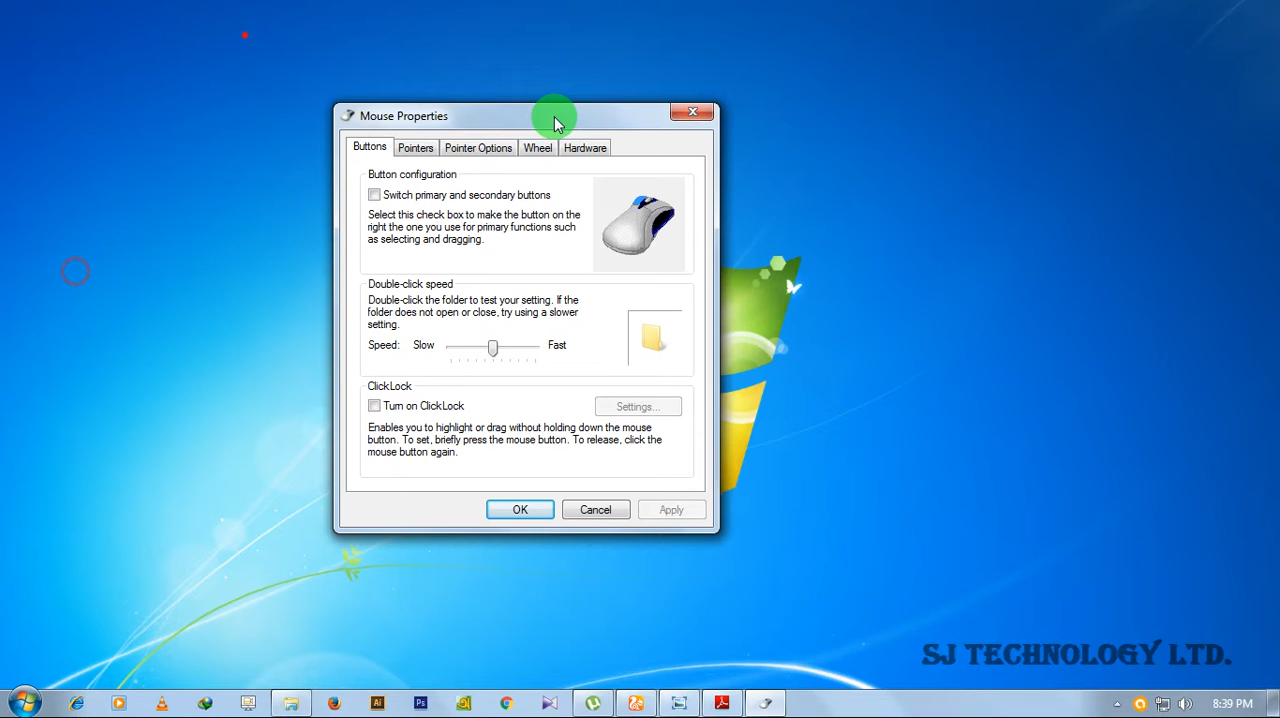 Mouse Properties
Buttons Pointers Pointer Options Wheel Hardware
Button configuration
Switch primary and secondary buttons
Select this check box to make the button on the
right the one you use for primary functions such
as selecting and dragging.
Double-click speed
Double-click the folder to test your setting. If the
folder does not open or close, try using a slower
setting.
Speed: Slow Fast
ClickLock
Turn on ClickLock Settings...
Enables you to highlight or drag without holding down the mouse
button. To set, briefly press the mouse button. To release, click the
mouse button again.
OK Cancel Apply
SJ TECHNOLOGY LTD.
Ai Ps 8:39 PM